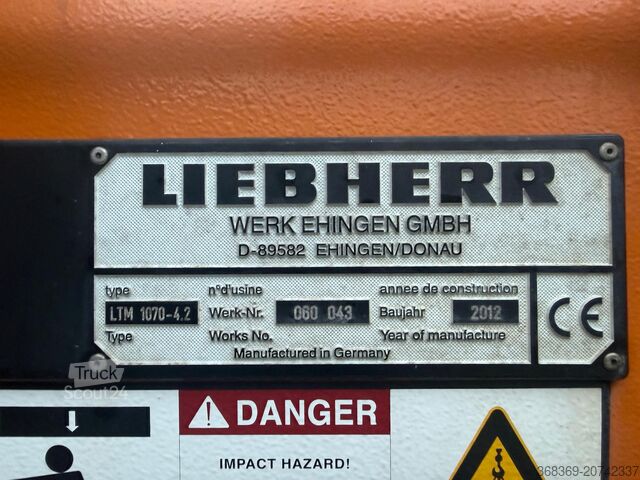 LIEBHERR
WERK EHINGEN GMBH
D-89582 EHINGEN/DONAU
type n°d'usine annee de construction
LTM 1070-4.2 Werk-Nr. 060 043 Baujahr 2012
Type Works No. Year of manufacture
Manufactured in Germany
CE
Truck
Scout24
DANGER
IMPACT HAZARD!
368369-20742337